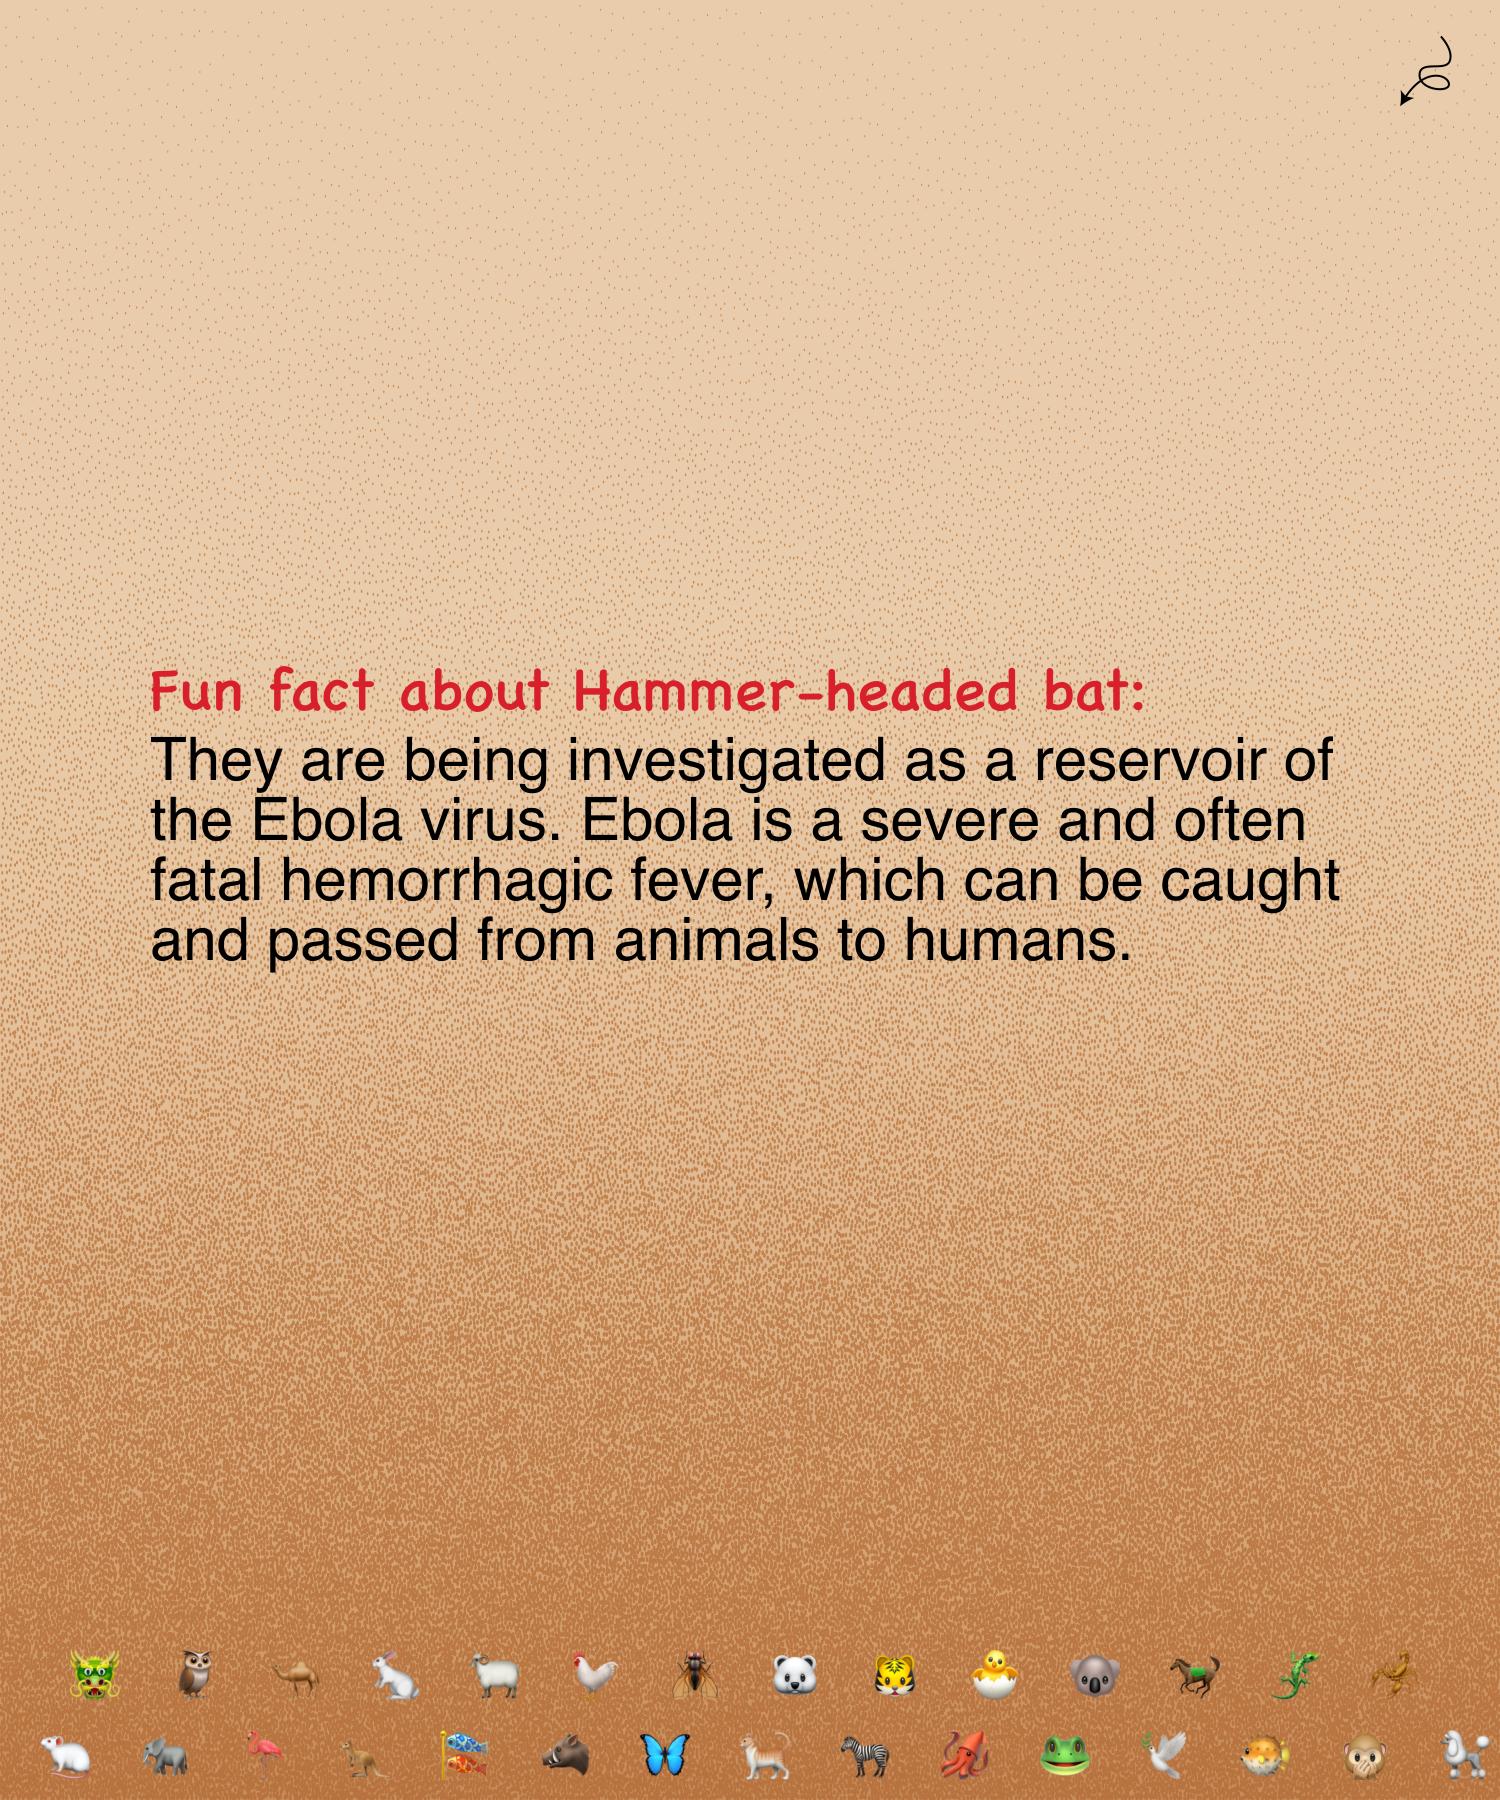 Fun fact about Hammer-headed bat:
They are being investigated as a reservoir of
the Ebola virus. Ebola is a severe and often
fatal hemorrhagic fever, which can be caught
and passed from animals to humans.